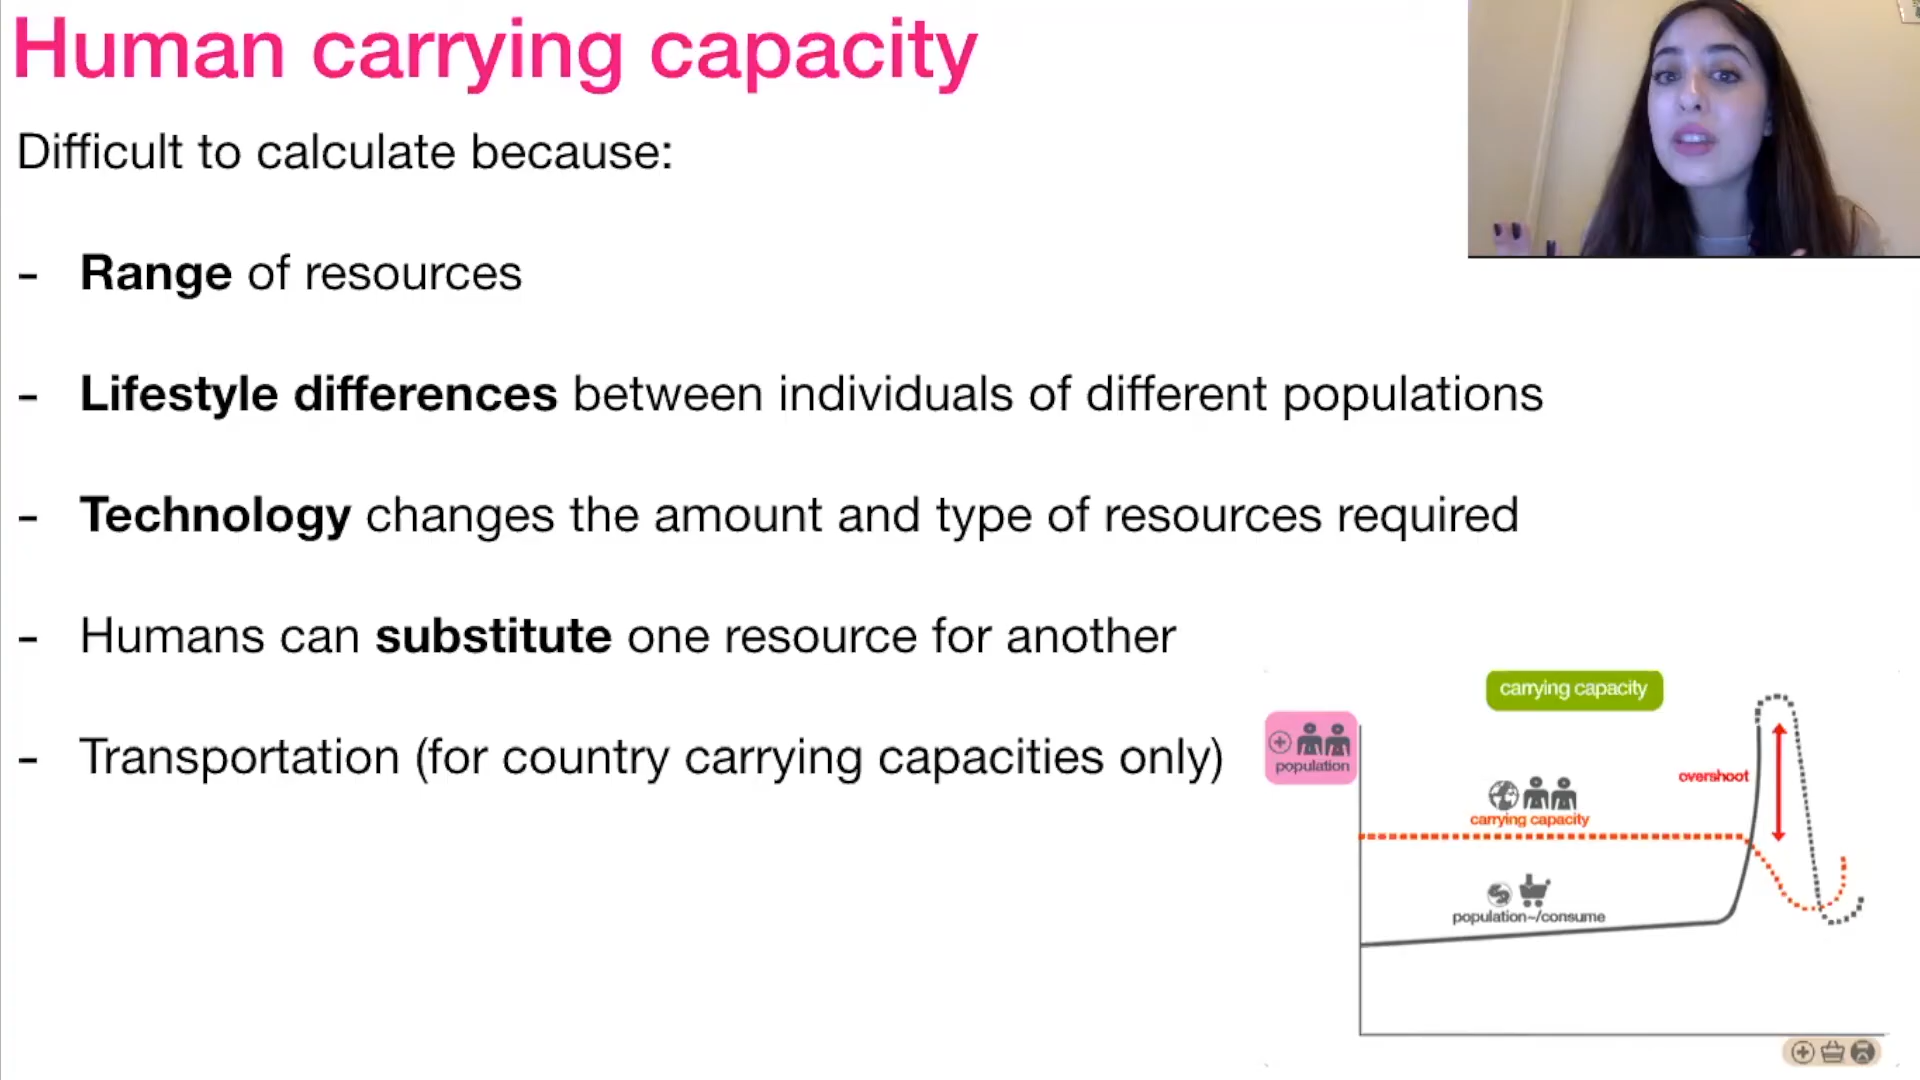 Human carrying capacity
Difficult to calculate because:
- Range of resources
- Lifestyle differences between individuals of different populations
- Technology changes the amount and type of resources required
- Humans can substitute one resource for another
- Transportation (for country carrying capacities only)
carrying capacity
population
overshoot
carrying capacity
population~/consume